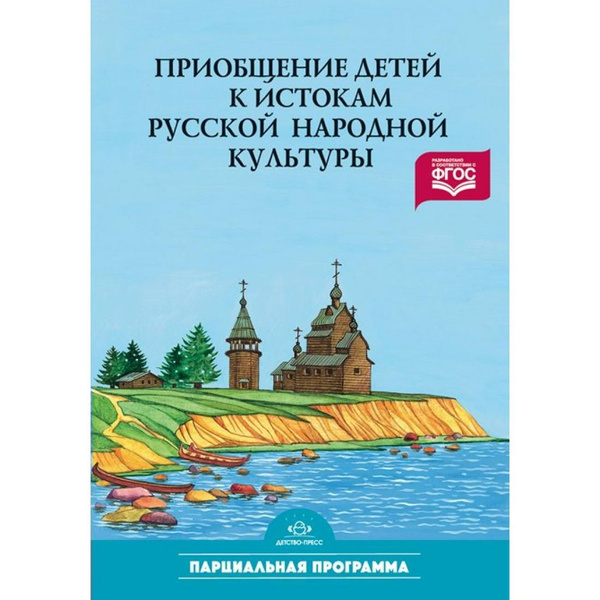 ПРИОБЩЕНИЕ ДЕТЕЙ
К ИСТОКАМ
РУССКОЙ НАРОДНОЙ
КУЛЬТУРЫ
РАЗРАБОТАНО
В СООТВЕТСТВИИ С
ФГОС
ДЕТСТВО-ПРЕСС
ПАРЦИАЛЬНАЯ ПРОГРАММА